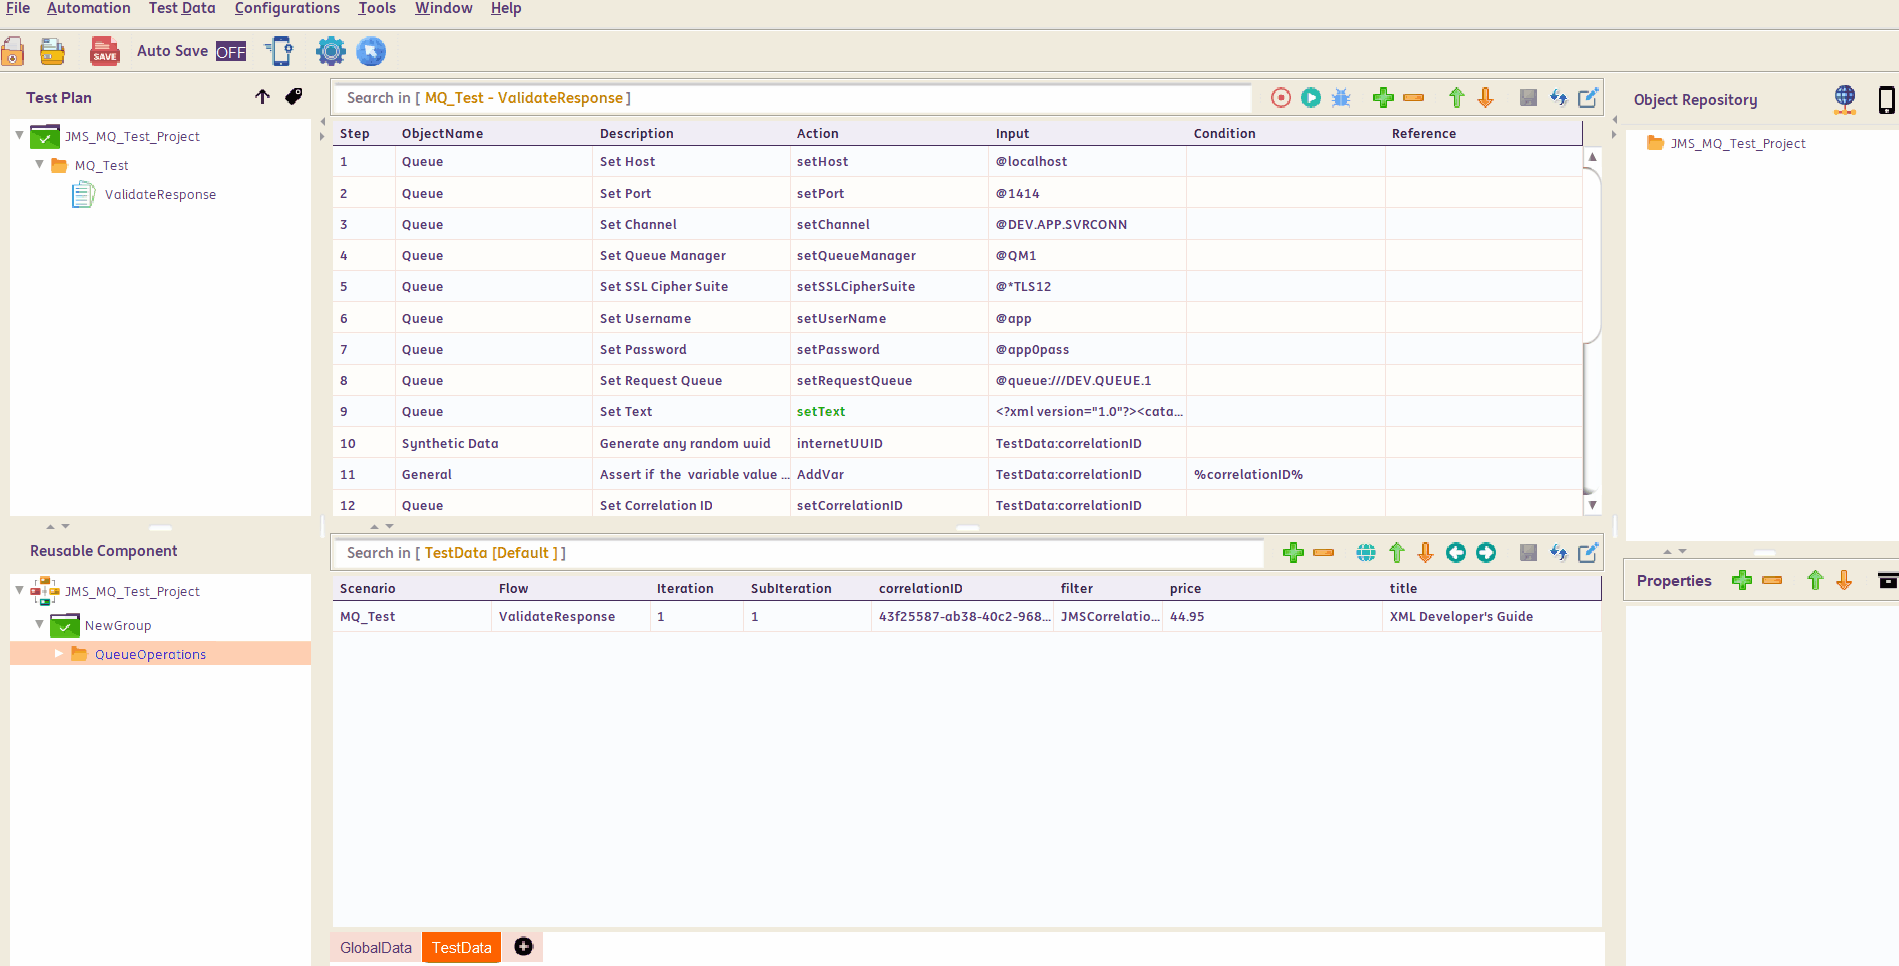 File Automation Test Data Configurations Tools Window Help
SAVE Auto Save OFF
Test Plan
JMS_MQ_Test_Project
MQ_Test
ValidateResponse
Search in [ MQ_Test - ValidateResponse ]
Step ObjectName Description Action Input Condition Reference
1 Queue Set Host setHost @localhost
2 Queue Set Port setPort @1414
3 Queue Set Channel setChannel @DEV.APP.SVRCONN
4 Queue Set Queue Manager setQueueManager @QM1
5 Queue Set SSL Cipher Suite setSSLCipherSuite @*TLS12
6 Queue Set Username setUserName @app
7 Queue Set Password setPassword @app0pass
8 Queue Set Request Queue setRequestQueue @queue:///DEV.QUEUE.1
9 Queue Set Text setText <?xml version="1.0"?><cata...
10 Synthetic Data Generate any random uuid internetUUID TestData:correlationID
11 General Assert if the variable value ... AddVar TestData:correlationID %correlationID%
12 Queue Set Correlation ID setCorrelationID TestData:correlationID
Object Repository
JMS_MQ_Test_Project
Reusable Component
JMS_MQ_Test_Project
NewGroup
QueueOperations
Search in [ TestData [Default ] ]
Scenario Flow Iteration SubIteration correlationID filter price title
MQ_Test ValidateResponse 1 1 43f25587-ab38-40c2-968... JMSCorrelatio... 44.95 XML Developer's Guide
GlobalData TestData
Properties